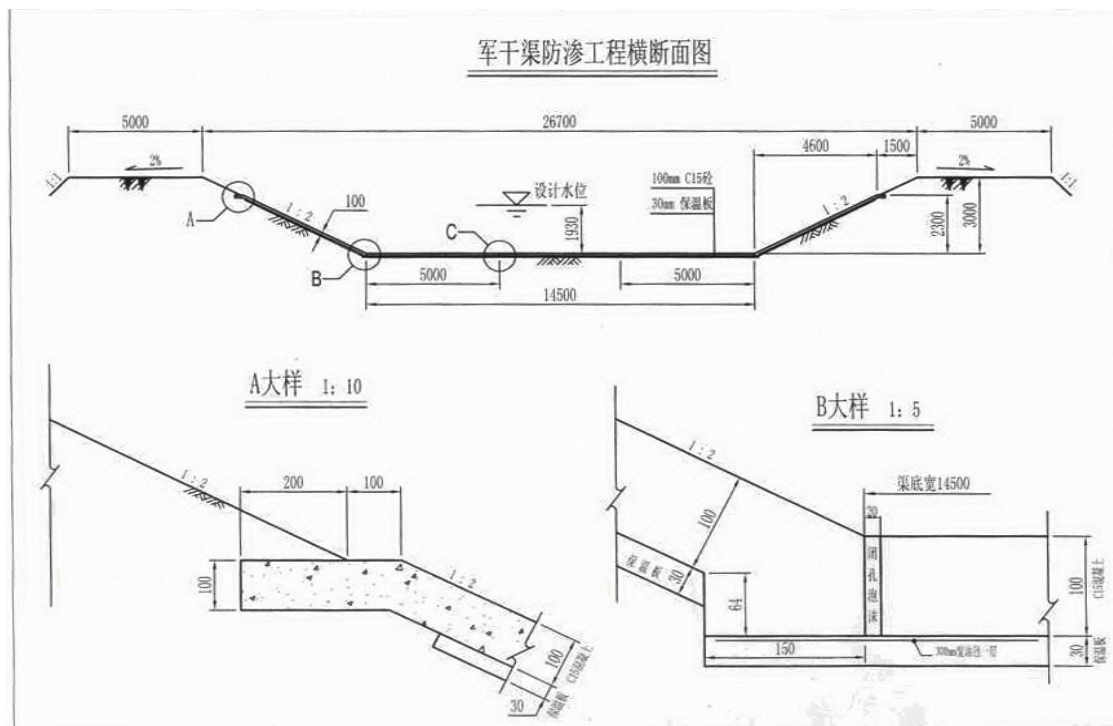 军干渠防渗工程横断面图
5000
26700
5000
4600
1500
2%
2%
1:1
1:1
A
1:2
100
设计水位
100mm C15砼
30mm 保温板
1930
C
B
1:2
2300
3000
5000
5000
14500
A大样 1:10
1:2
200
100
100
1:2
100
C15混凝土
30
保温板
B大样 1:5
1:2
渠底宽14500
20
100
保温板
30
64
闭孔泡沫
100
C15混凝土
150
30
保温板